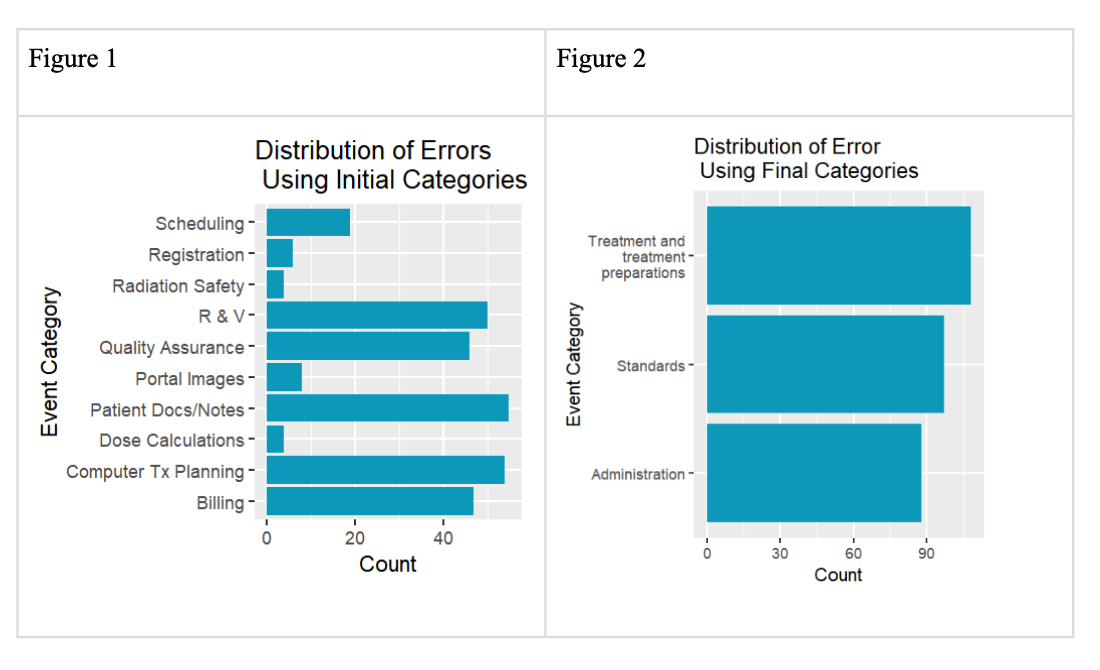 Figure 1
Figure 2
Distribution of Errors
Using Initial Categories
Event Category
Scheduling
Registration
Radiation Safety
R & V
Quality Assurance
Portal Images
Patient Docs/Notes
Dose Calculations
Computer Tx Planning
Billing
0 20 40
Count
Distribution of Error
Using Final Categories
Event Category
Treatment and
treatment
preparations
Standards
Administration
0 30 60 90
Count